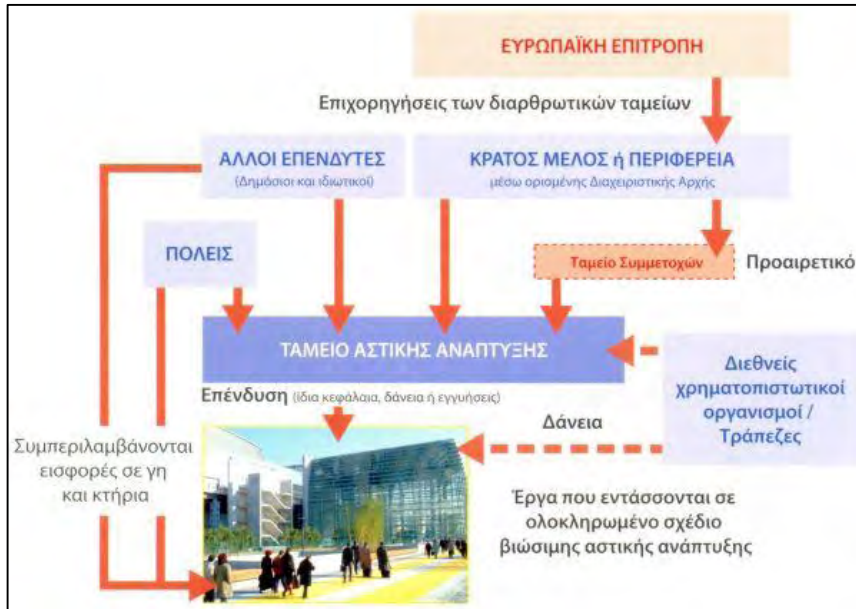 ΕΥΡΩΠΑΪΚΗ ΕΠΙΤΡΟΠΗ
Επιχορηγήσεις των διαρθρωτικών ταμείων
ΑΛΛΟΙ ΕΠΕΝΔΥΤΕΣ
(Δημόσιοι και ιδιωτικοί)
ΚΡΑΤΟΣ ΜΕΛΟΣ ή ΠΕΡΙΦΕΡΕΙΑ
μέσω ορισμένης Διαχειριστικής Αρχής
ΠΟΛΕΙΣ
Ταμείο Συμμετοχών
Προαιρετικό
ΤΑΜΕΙΟ ΑΣΤΙΚΗΣ ΑΝΑΠΤΥΞΗΣ
Διεθνείς
χρηματοπιστωτικοί
οργανισμοί /
Τράπεζες
Επένδυση (ίδια κεφάλαια, δάνεια ή εγγυήσεις)
Δάνεια
Συμπεριλαμβάνονται
εισφορές σε γη
και κτήρια
Έργα που εντάσσονται σε
ολοκληρωμένο σχέδιο
βιώσιμης αστικής ανάπτυξης